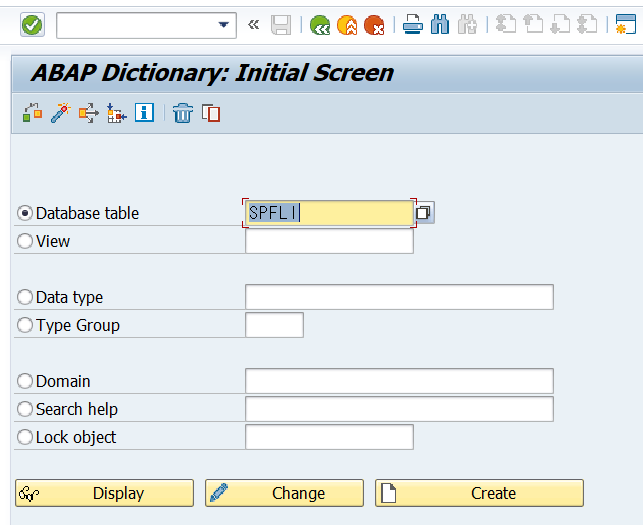 ABAP Dictionary: Initial Screen
Database table SPFLI
View
Data type
Type Group
Domain
Search help
Lock object
Display Change Create